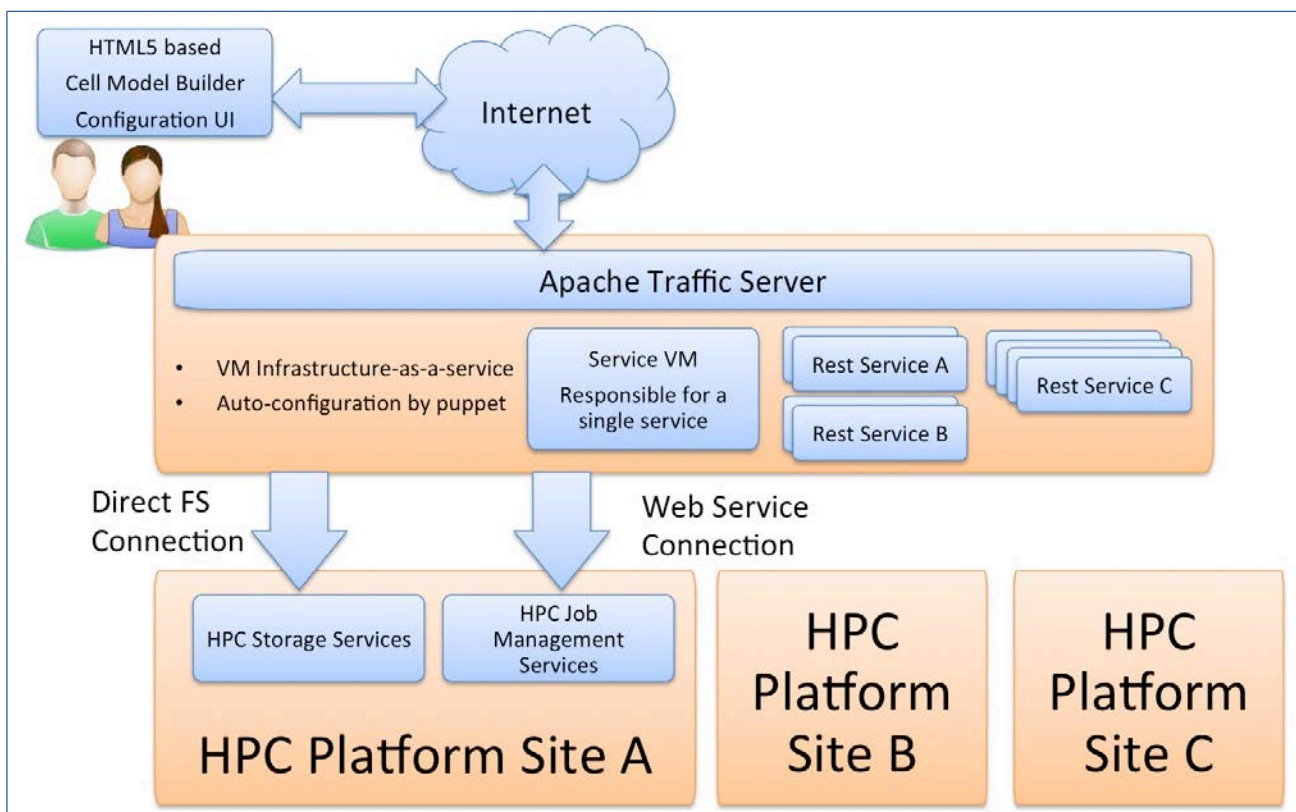 HTML5 based
Cell Model Builder
Configuration UI
Internet
Apache Traffic Server
• VM Infrastructure-as-a-service
• Auto-configuration by puppet
Service VM
Responsible for a
single service
Rest Service A
Rest Service B
Rest Service C
Direct FS
Connection
Web Service
Connection
HPC Storage Services
HPC Job
Management
Services
HPC Platform Site A
HPC
Platform
Site B
HPC
Platform
Site C